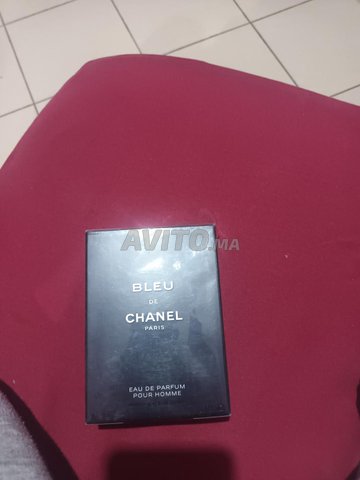 AVITO.ma
BLEU
DE
CHANEL
PARIS
EAU DE PARFUM
POUR HOMME